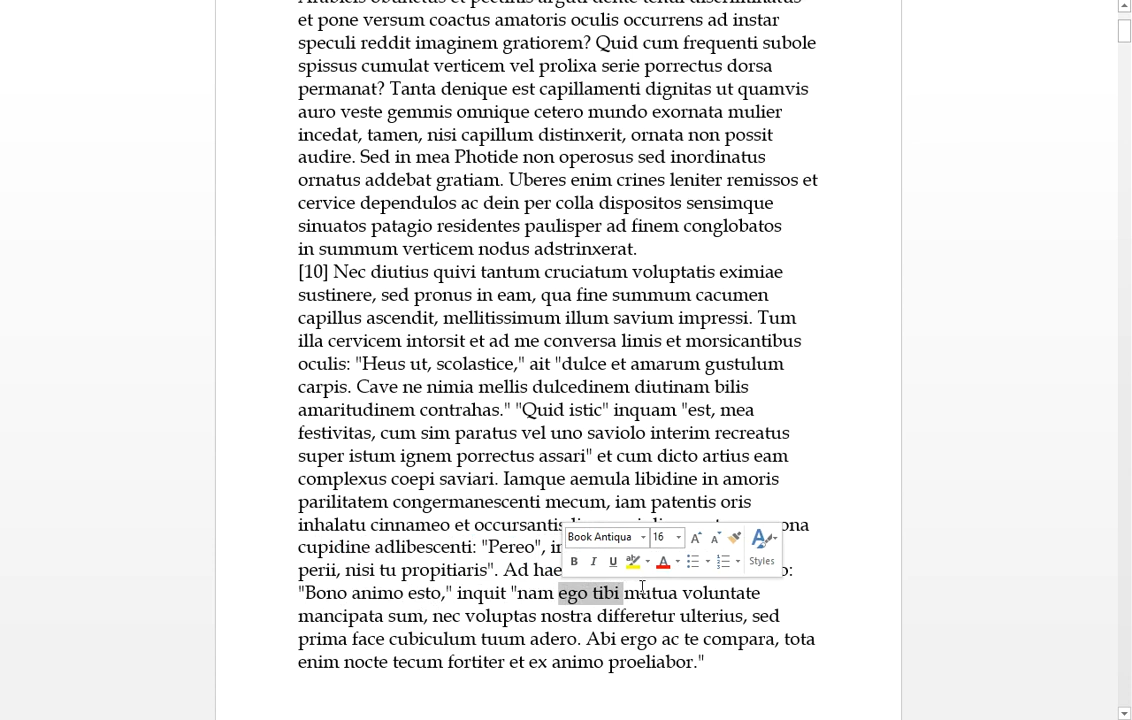 et pone versum coactus amatoris oculis occurrens ad instar
speculi reddit imaginem gratiorem? Quid cum frequenti subole
spissus cumulat verticem vel prolixa serie porrectus dorsa
permanat? Tanta denique est capillamenti dignitas ut quamvis
auro veste gemmis omnique cetero mundo exornata mulier
incedat, tamen, nisi capillum distinxerit, ornata non possit
audire. Sed in mea Photide non operosus sed inordinatus
ornatus addebat gratiam. Uberes enim crines leniter remissos et
cervice dependulos ac dein per colla dispositos sensimque
sinuatos patagio residentes paulisper ad finem conglobatos
in summum verticem nodus adstrinxerat.
[10] Nec diutius quivi tantum cruciatum voluptatis eximiae
sustinere, sed pronus in eam, qua fine summum cacumen
capillus ascendit, mellitissimum illum savium impressi. Tum
illa cervicem intorsit et ad me conversa limis et morsicantibus
oculis: "Heus ut, scolastice," ait "dulce et amarum gustulum
carpis. Cave ne nimia mellis dulcedinem diutinam bilis
amaritudinem contrahas." "Quid istic" inquam "est, mea
festivitas, cum sim paratus vel uno saviolo interim recreatus
super istum ignem porrectus assari" et cum dicto artius eam
complexus coepi saviari. Iamque aemula libidine in amoris
parilitatem congermanescenti mecum, iam patentis oris
inhalatu cinnameo et occursantis
cupidine adlibescenti: "Pereo",
perii, nisi tu propitiaris". Ad
Book Antiqua 16
Styles
"Bono animo esto," inquit "nam ego tibi mutua voluntate
mancipata sum, nec voluptas nostra differetur ulterius, sed
prima face cubiculum tuum adero. Abi ergo ac te compara, tota
enim nocte tecum fortiter et ex animo proeliabor."